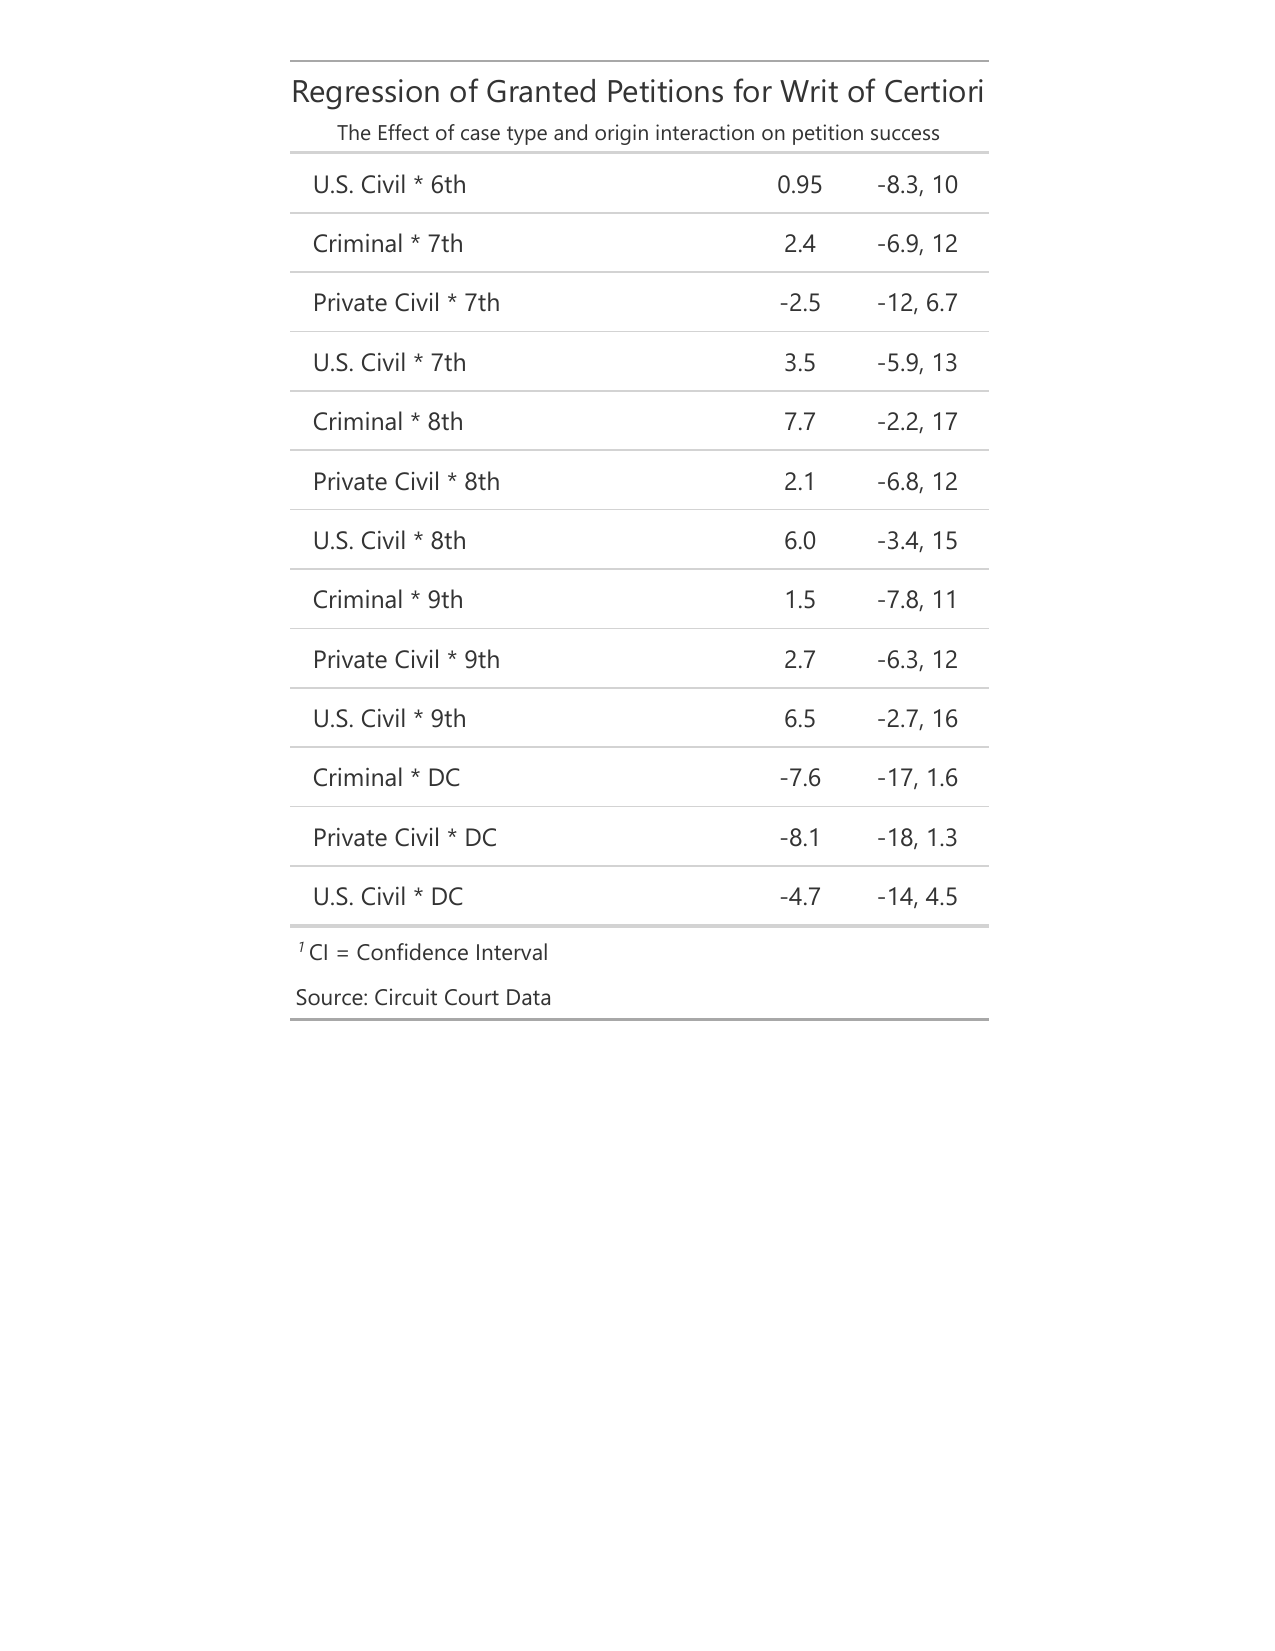 Regression of Granted Petitions for Writ of Certiori
The Effect of case type and origin interaction on petition success
U.S. Civil * 6th 0.95 -8.3, 10
Criminal * 7th 2.4 -6.9, 12
Private Civil * 7th -2.5 -12, 6.7
U.S. Civil * 7th 3.5 -5.9, 13
Criminal * 8th 7.7 -2.2, 17
Private Civil * 8th 2.1 -6.8, 12
U.S. Civil * 8th 6.0 -3.4, 15
Criminal * 9th 1.5 -7.8, 11
Private Civil * 9th 2.7 -6.3, 12
U.S. Civil * 9th 6.5 -2.7, 16
Criminal * DC -7.6 -17, 1.6
Private Civil * DC -8.1 -18, 1.3
U.S. Civil * DC -4.7 -14, 4.5
1 CI = Confidence Interval
Source: Circuit Court Data